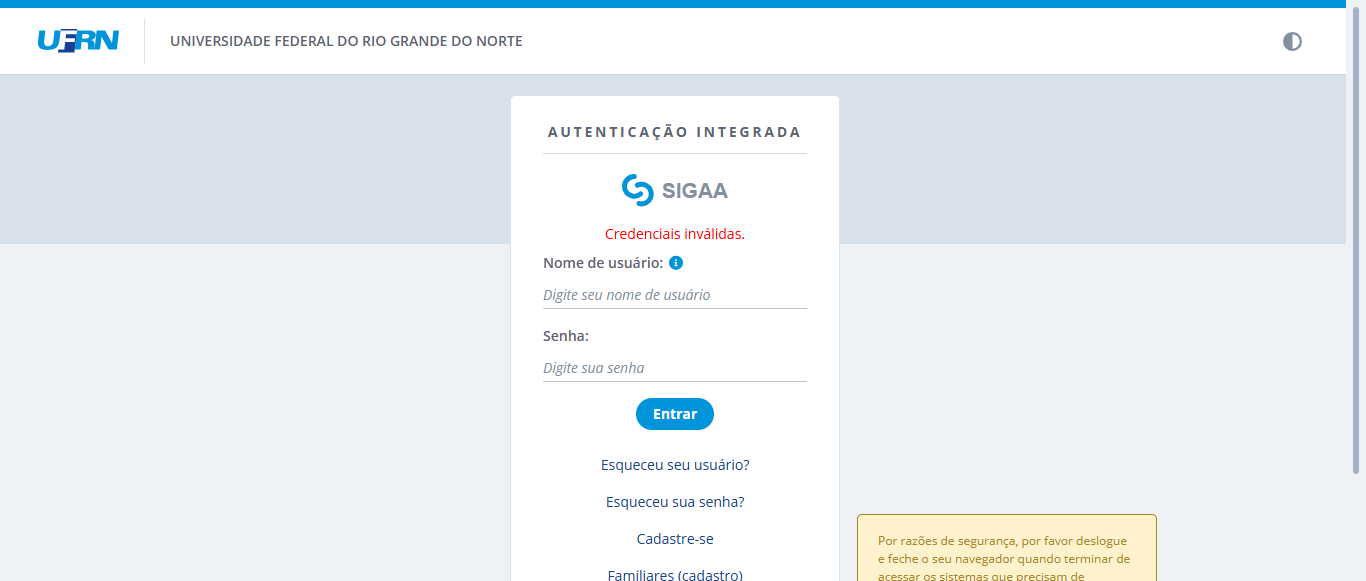 UFRN
UNIVERSIDADE FEDERAL DO RIO GRANDE DO NORTE
AUTENTICAÇÃO INTEGRADA
SIGAA
Credenciais inválidas.
Nome de usuário:
Digite seu nome de usuário
Senha:
Digite sua senha
Entrar
Esqueceu seu usuário?
Esqueceu sua senha?
Cadastre-se
Familiares (cadastro)
Por razões de segurança, por favor deslogue
e feche o seu navegador quando terminar de
acessar os sistemas que precisam de